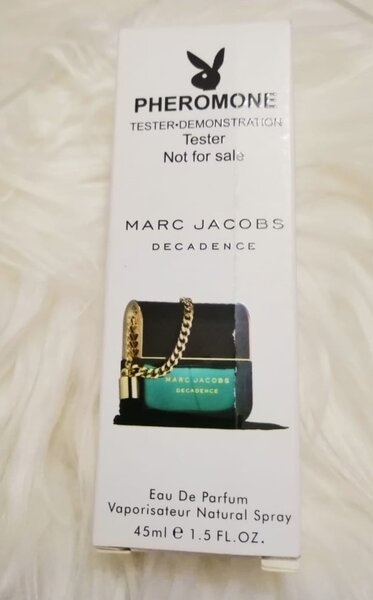 PHEROMONE
TESTER•DEMONSTRATION
Tester
Not for sale
MARC JACOBS
DECADENCE
MARC JACOBS
DECADENCE
Eau De Parfum
Vaporisateur Natural Spray
45ml e 1.5 FL.OZ.